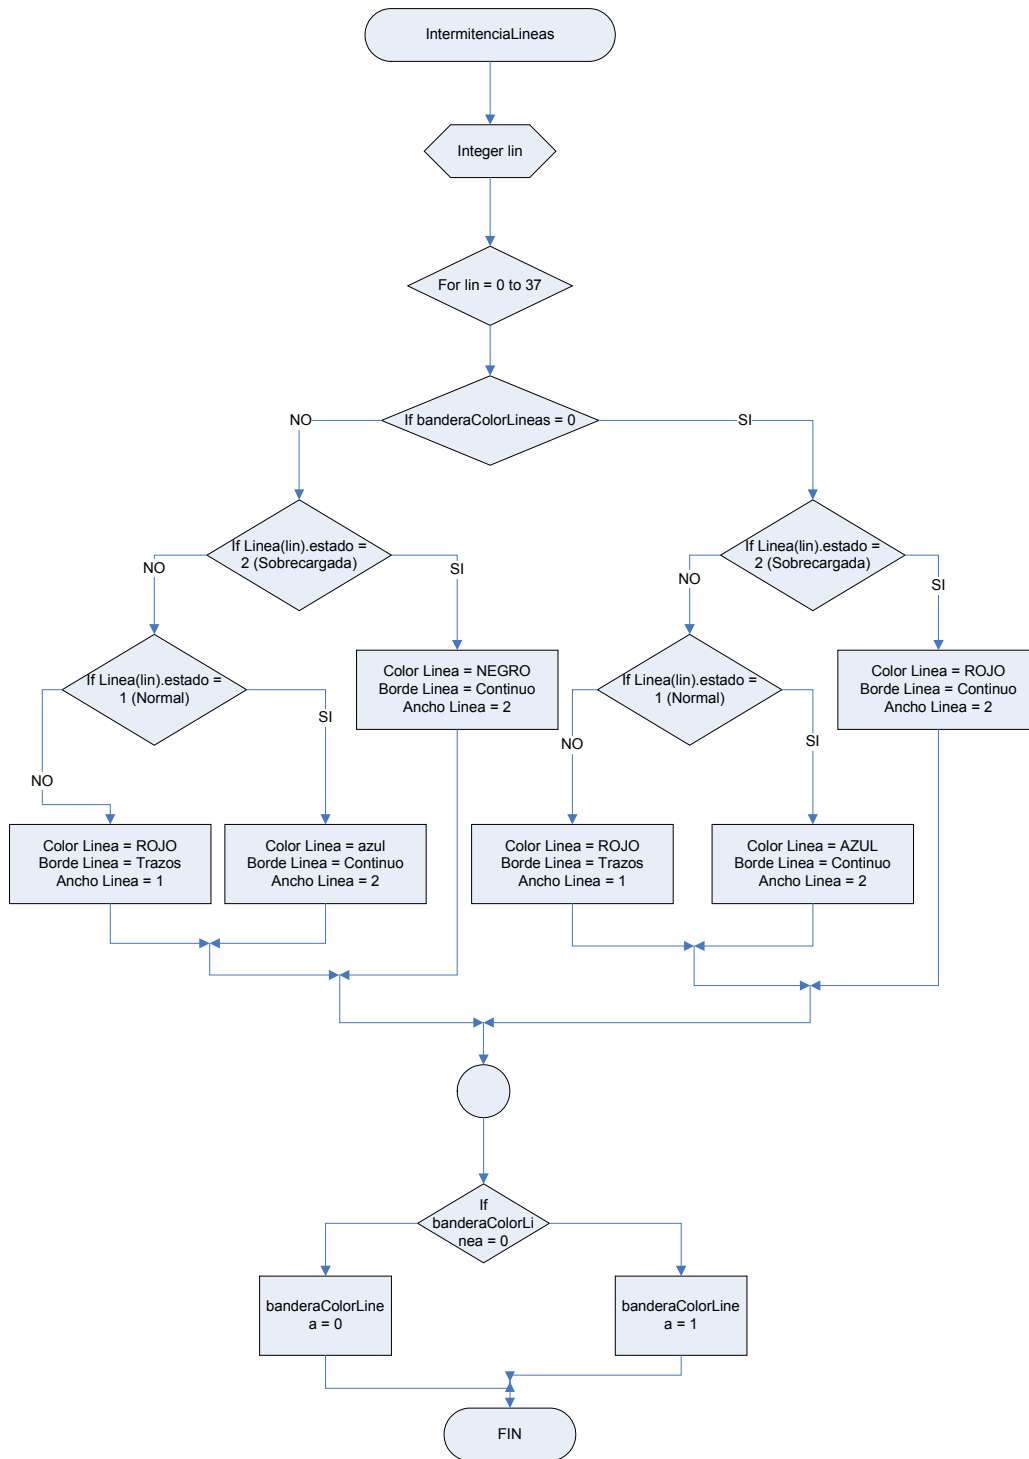 IntermitenciaLineas
Integer lin
For lin = 0 to 37
If banderaColorLineas = 0
NO
SI
If Linea(lin).estado =
2 (Sobrecargada)
If Linea(lin).estado =
2 (Sobrecargada)
NO
SI
NO
SI
If Linea(lin).estado =
1 (Normal)
Color Linea = NEGRO
Borde Linea = Continuo
Ancho Linea = 2
If Linea(lin).estado =
1 (Normal)
Color Linea = ROJO
Borde Linea = Continuo
Ancho Linea = 2
NO
SI
NO
SI
Color Linea = ROJO
Borde Linea = Trazos
Ancho Linea = 1
Color Linea = azul
Borde Linea = Continuo
Ancho Linea = 2
Color Linea = ROJO
Borde Linea = Trazos
Ancho Linea = 1
Color Linea = AZUL
Borde Linea = Continuo
Ancho Linea = 2
If
banderaColorLi
nea = 0
banderaColorLine
a = 0
banderaColorLine
a = 1
FIN